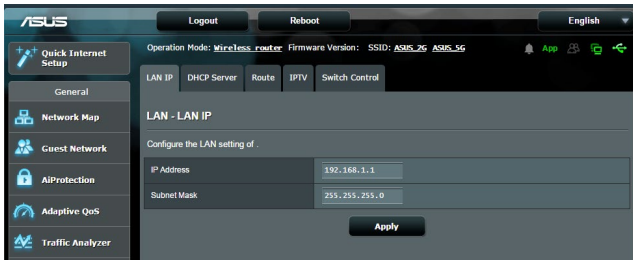 ASUS
Logout
Reboot
English
Quick Internet Setup
Operation Mode: Wireless router Firmware Version: SSID: ASUS_2G ASUS_5G
App
General
Network Map
Guest Network
AiProtection
Adaptive QoS
Traffic Analyzer
LAN IP
DHCP Server
Route
IPTV
Switch Control
LAN - LAN IP
Configure the LAN setting of .
IP Address
192.168.1.1
Subnet Mask
255.255.255.0
Apply